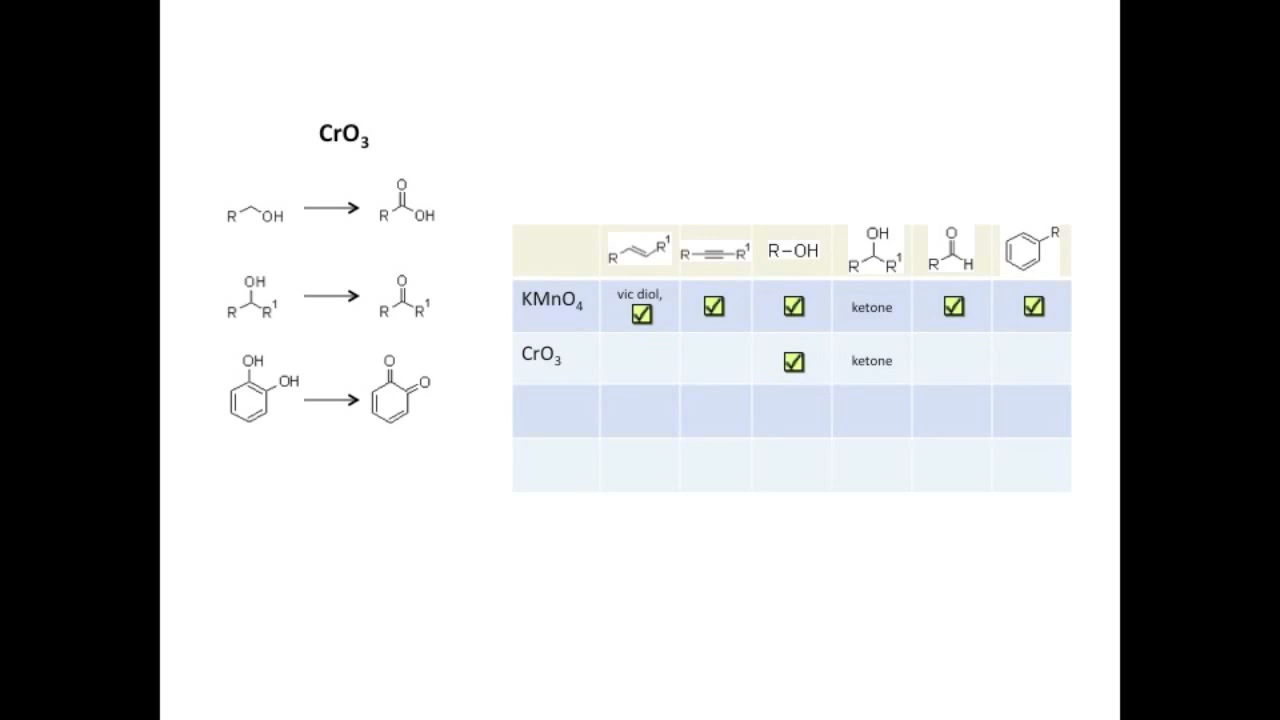 CrO₃
R OH → R O OH
OH R R¹ → O R R¹
OH OH → O O
R R¹ R R¹ R–OH OH R R¹ O R H R
KMnO₄ vic diol, ketone
CrO₃ ketone